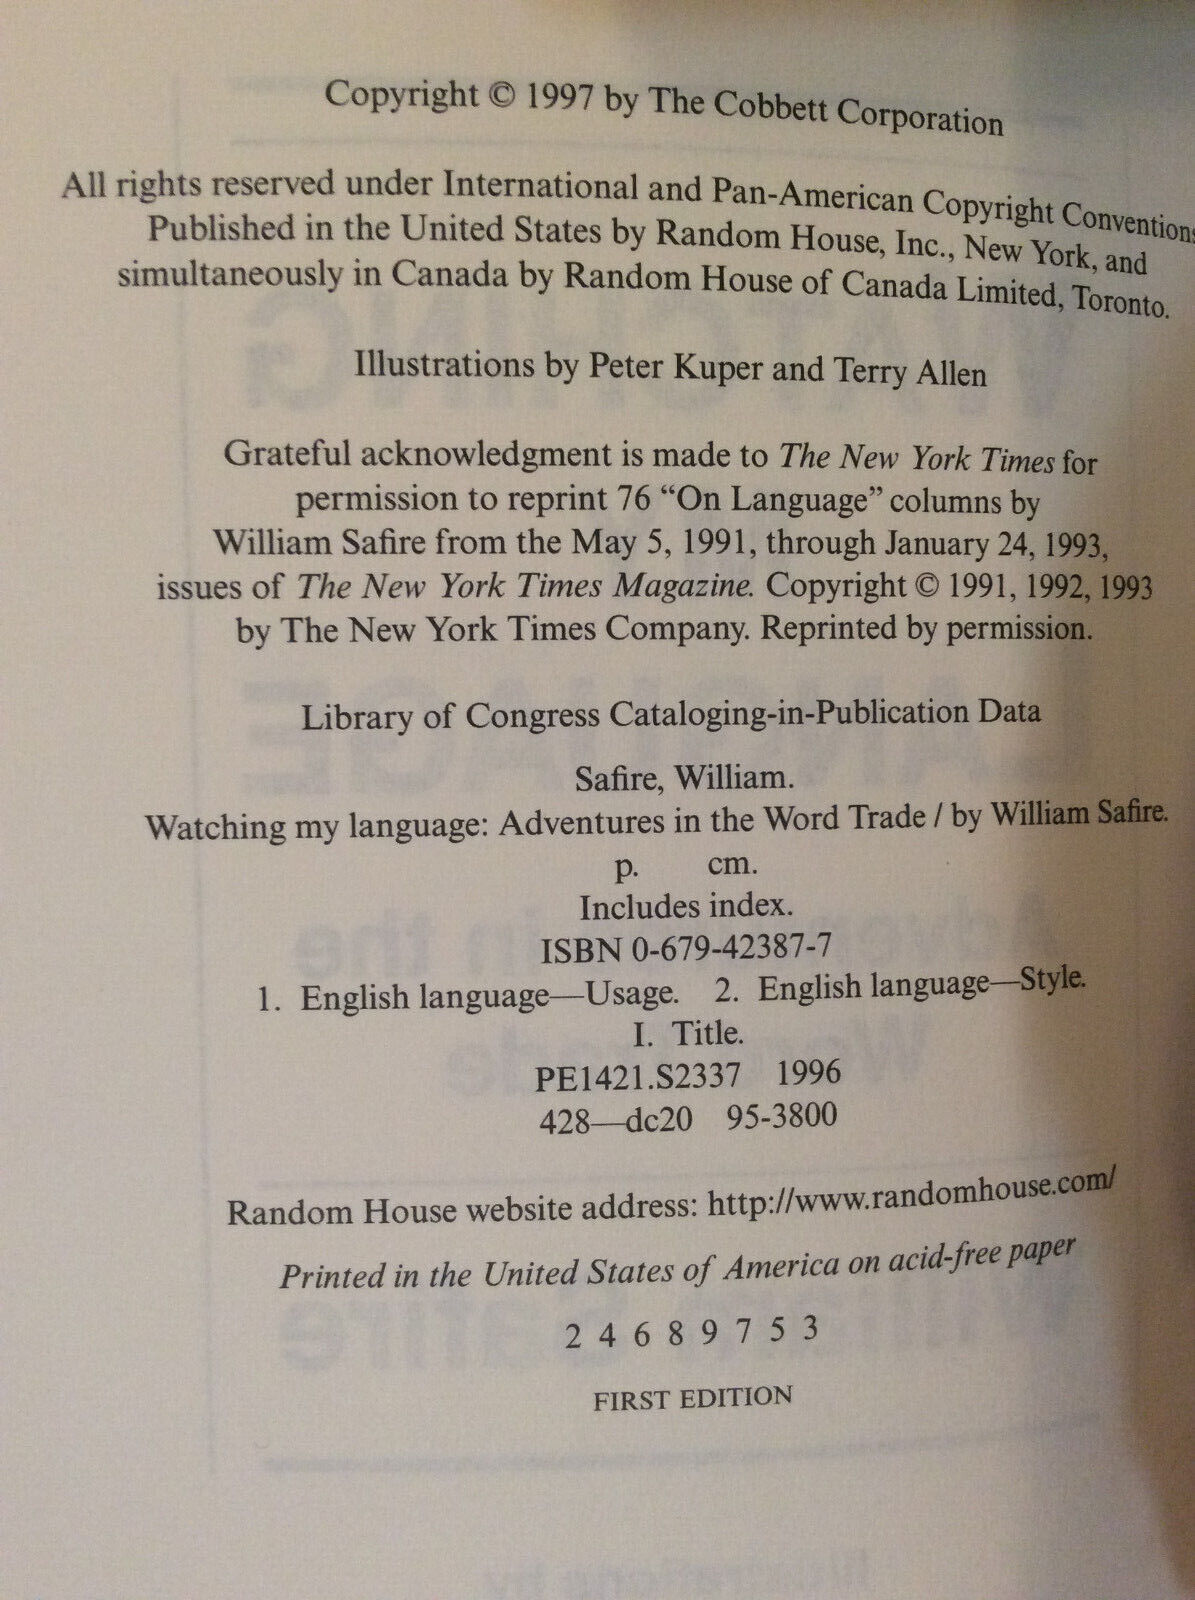 Copyright © 1997 by The Cobbett Corporation
All rights reserved under International and Pan-American Copyright Conventions
Published in the United States by Random House, Inc., New York, and
simultaneously in Canada by Random House of Canada Limited, Toronto.
Illustrations by Peter Kuper and Terry Allen
Grateful acknowledgment is made to The New York Times for
permission to reprint 76 “On Language” columns by
William Safire from the May 5, 1991, through January 24, 1993,
issues of The New York Times Magazine. Copyright © 1991, 1992, 1993
by The New York Times Company. Reprinted by permission.
Library of Congress Cataloging-in-Publication Data
Safire, William.
Watching my language: Adventures in the Word Trade / by William Safire.
p. cm.
Includes index.
ISBN 0-679-42387-7
1. English language—Usage. 2. English language—Style.
I. Title.
PE1421.S2337 1996
428—dc20 95-3800
Random House website address: http://www.randomhouse.com/
Printed in the United States of America on acid-free paper
2 4 6 8 9 7 5 3
FIRST EDITION